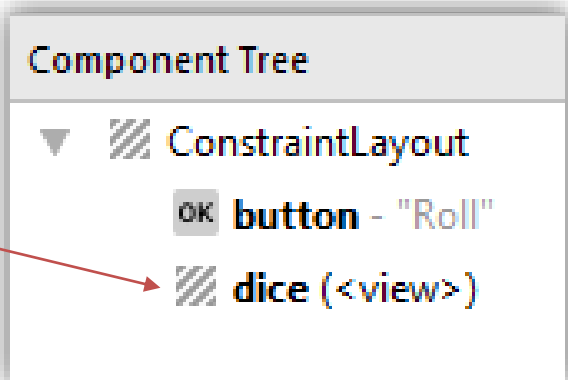 Component Tree
ConstraintLayout
OK button - "Roll"
dice (<view>)